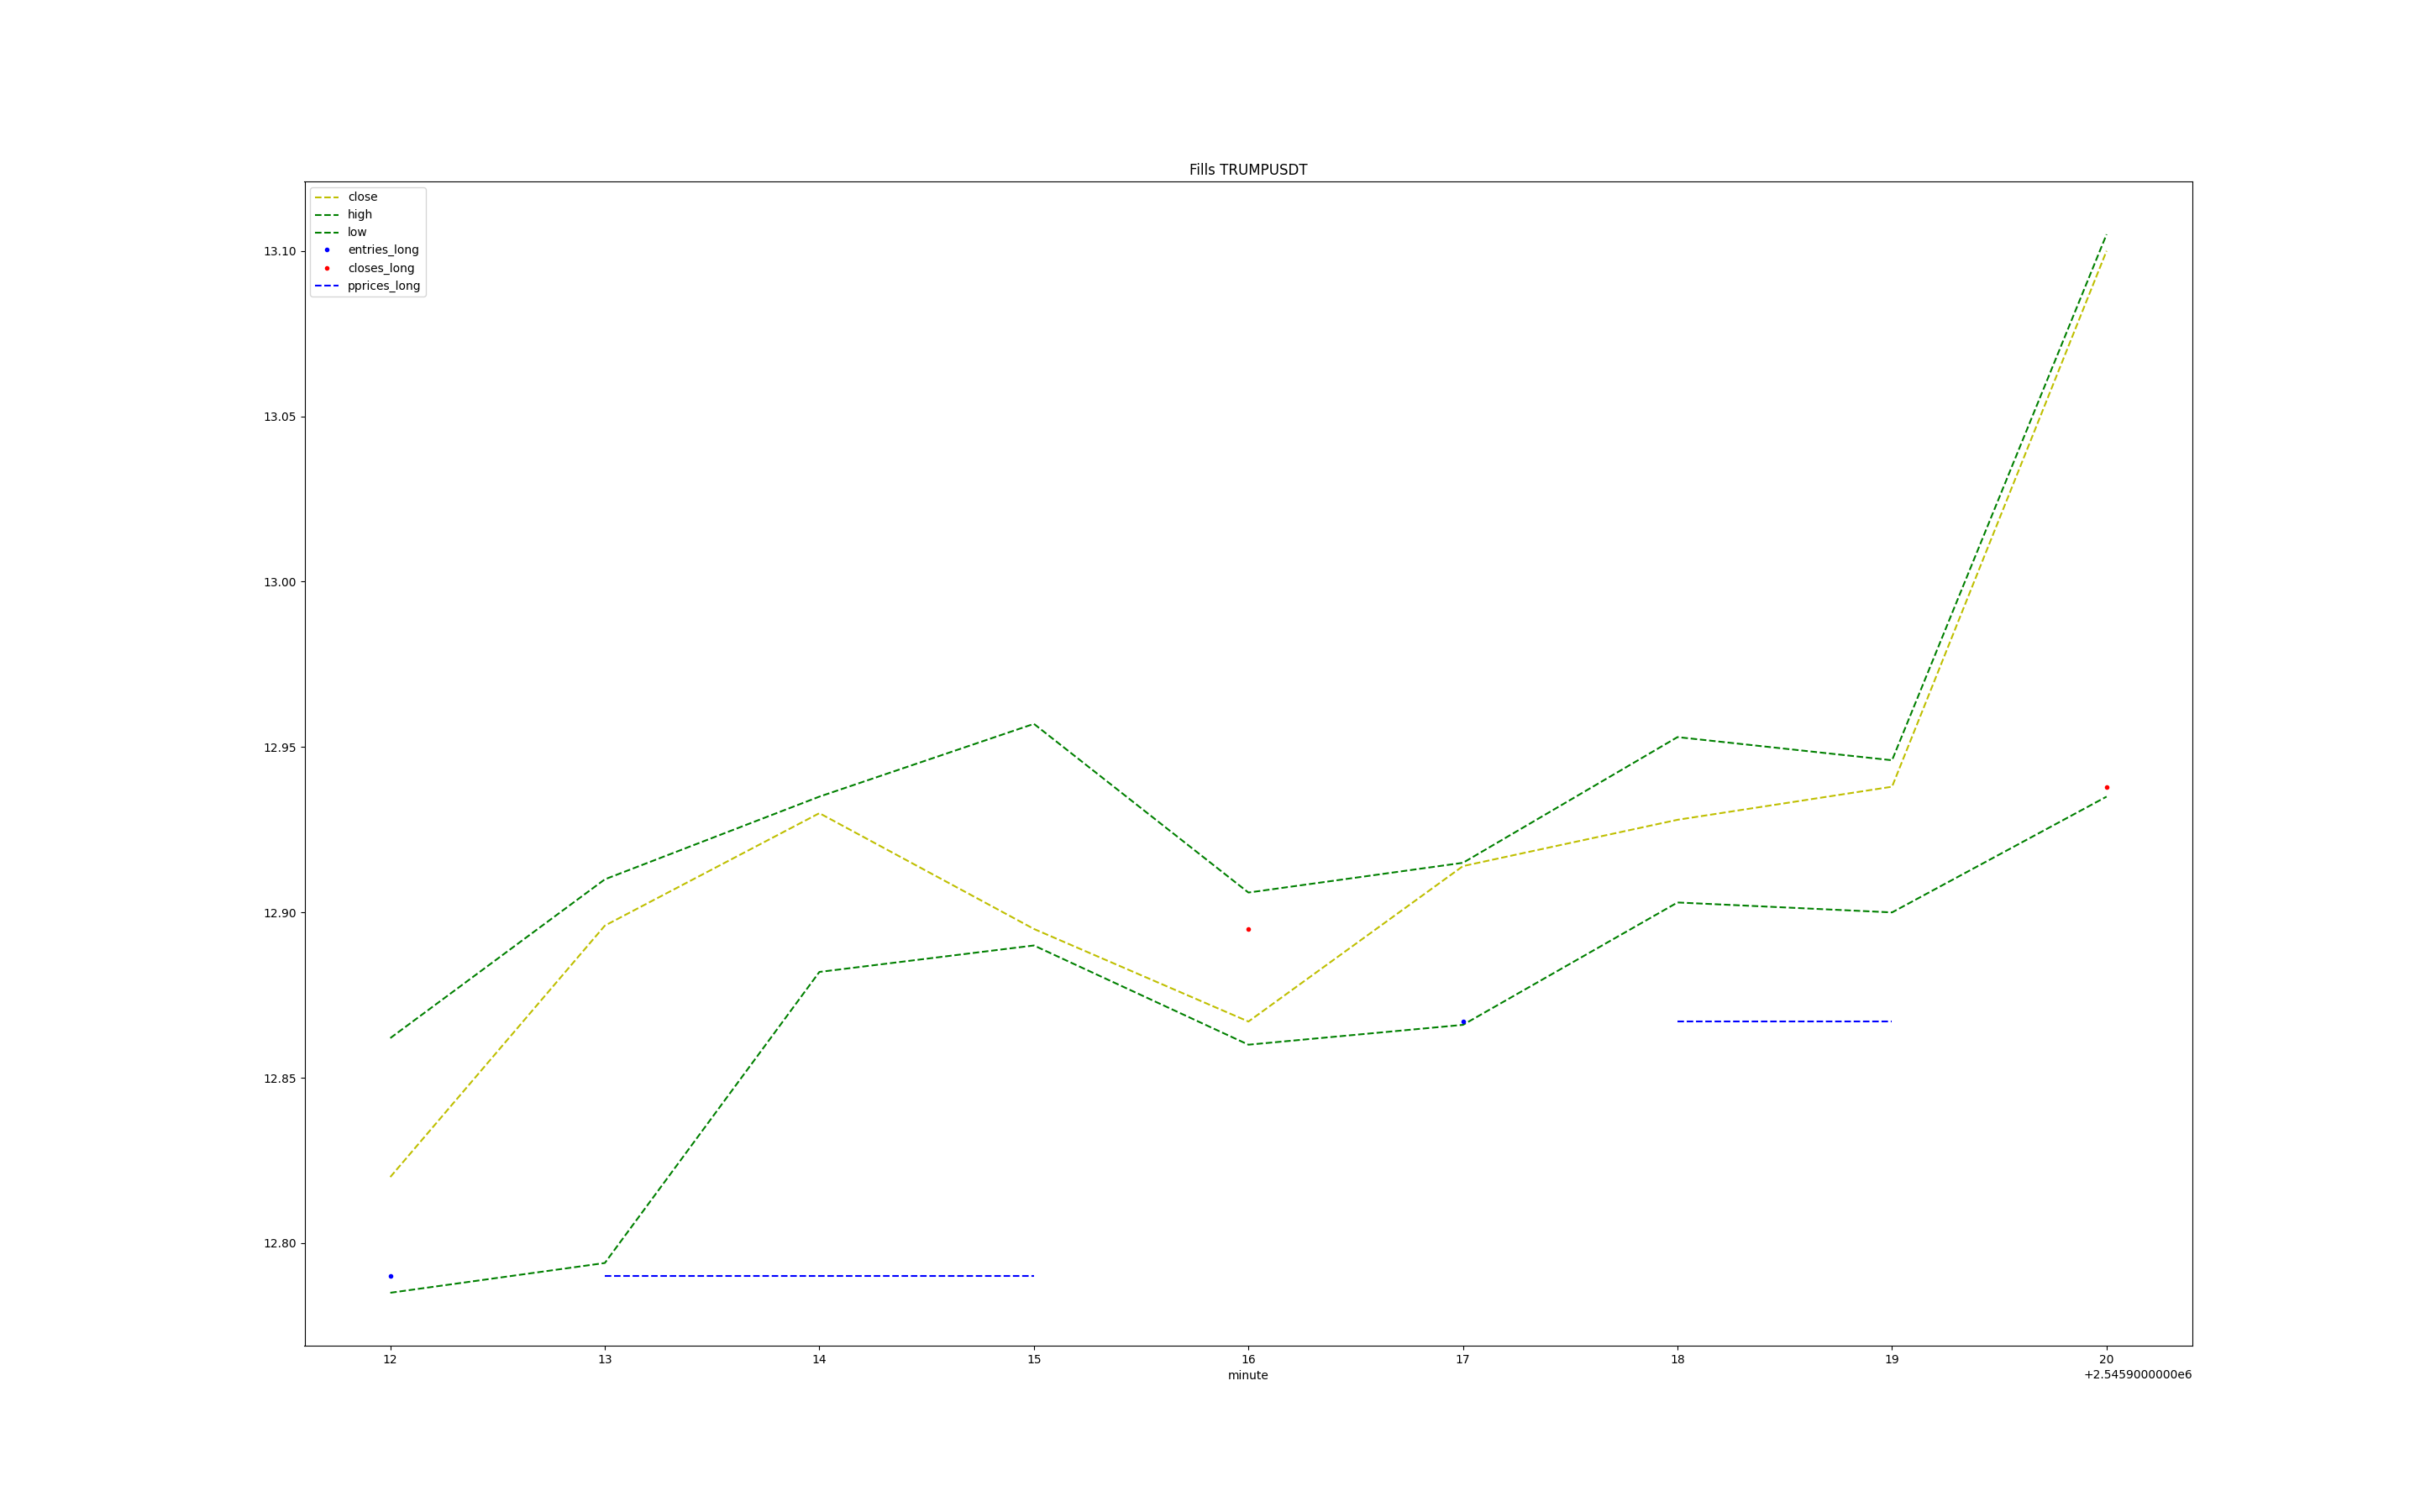 Fills TRUMPUSDT
close
high
low
entries_long
closes_long
pprices_long
13.10
13.05
13.00
12.95
12.90
12.85
12.80
12 13 14 15 16 17 18 19 20
minute
+2.5459000000e6